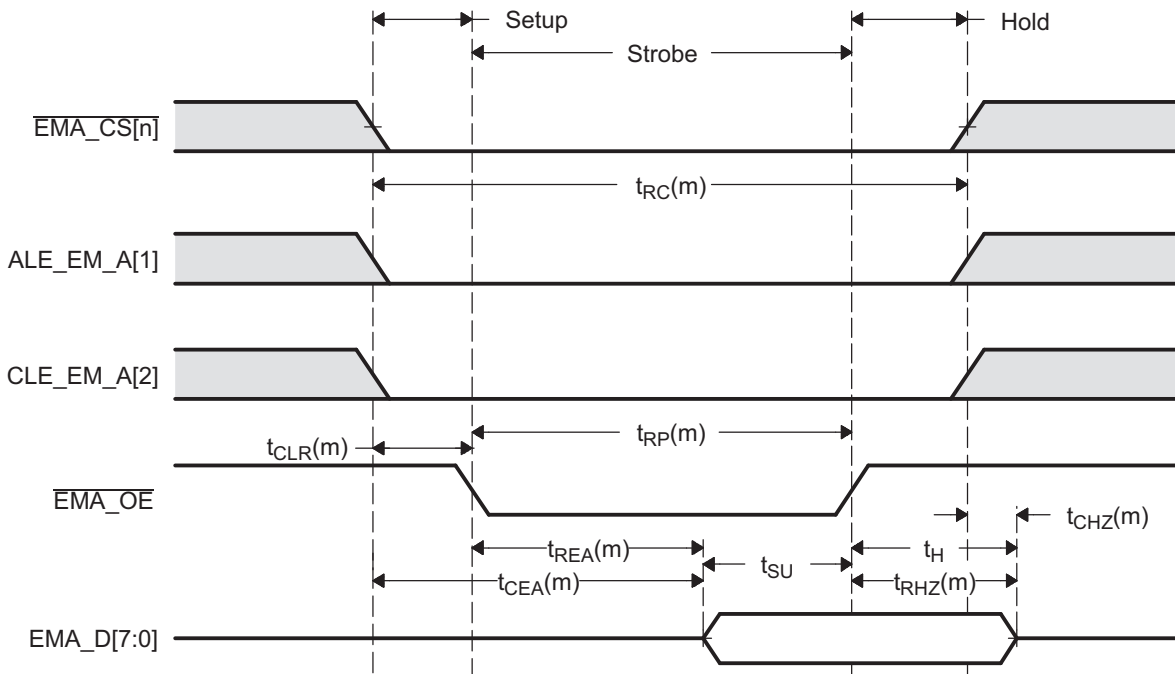 Setup
Hold
Strobe
EMA_CS[n]
tRC(m)
ALE_EM_A[1]
CLE_EM_A[2]
tCLR(m)
tRP(m)
EMA_OE
tCHZ(m)
tREA(m)
tH
tSU
tCEA(m)
tRHZ(m)
EMA_D[7:0]